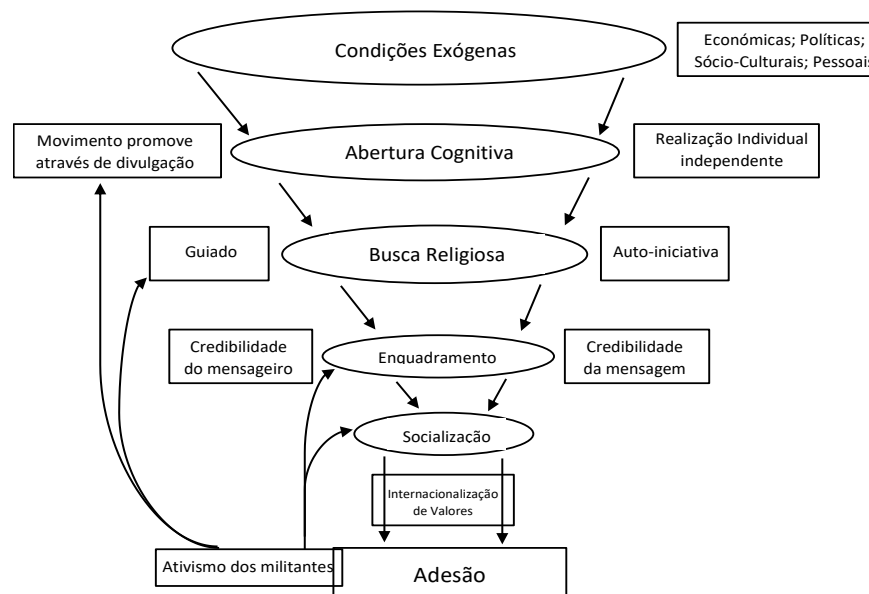 Condições Exógenas
Económicas; Políticas;
Sócio-Culturais; Pessoais
Movimento promove
através de divulgação
Abertura Cognitiva
Realização Individual
independente
Guiado
Busca Religiosa
Auto-iniciativa
Credibilidade
do mensageiro
Enquadramento
Credibilidade
da mensagem
Socialização
Internacionalização
de Valores
Ativismo dos militantes
Adesão